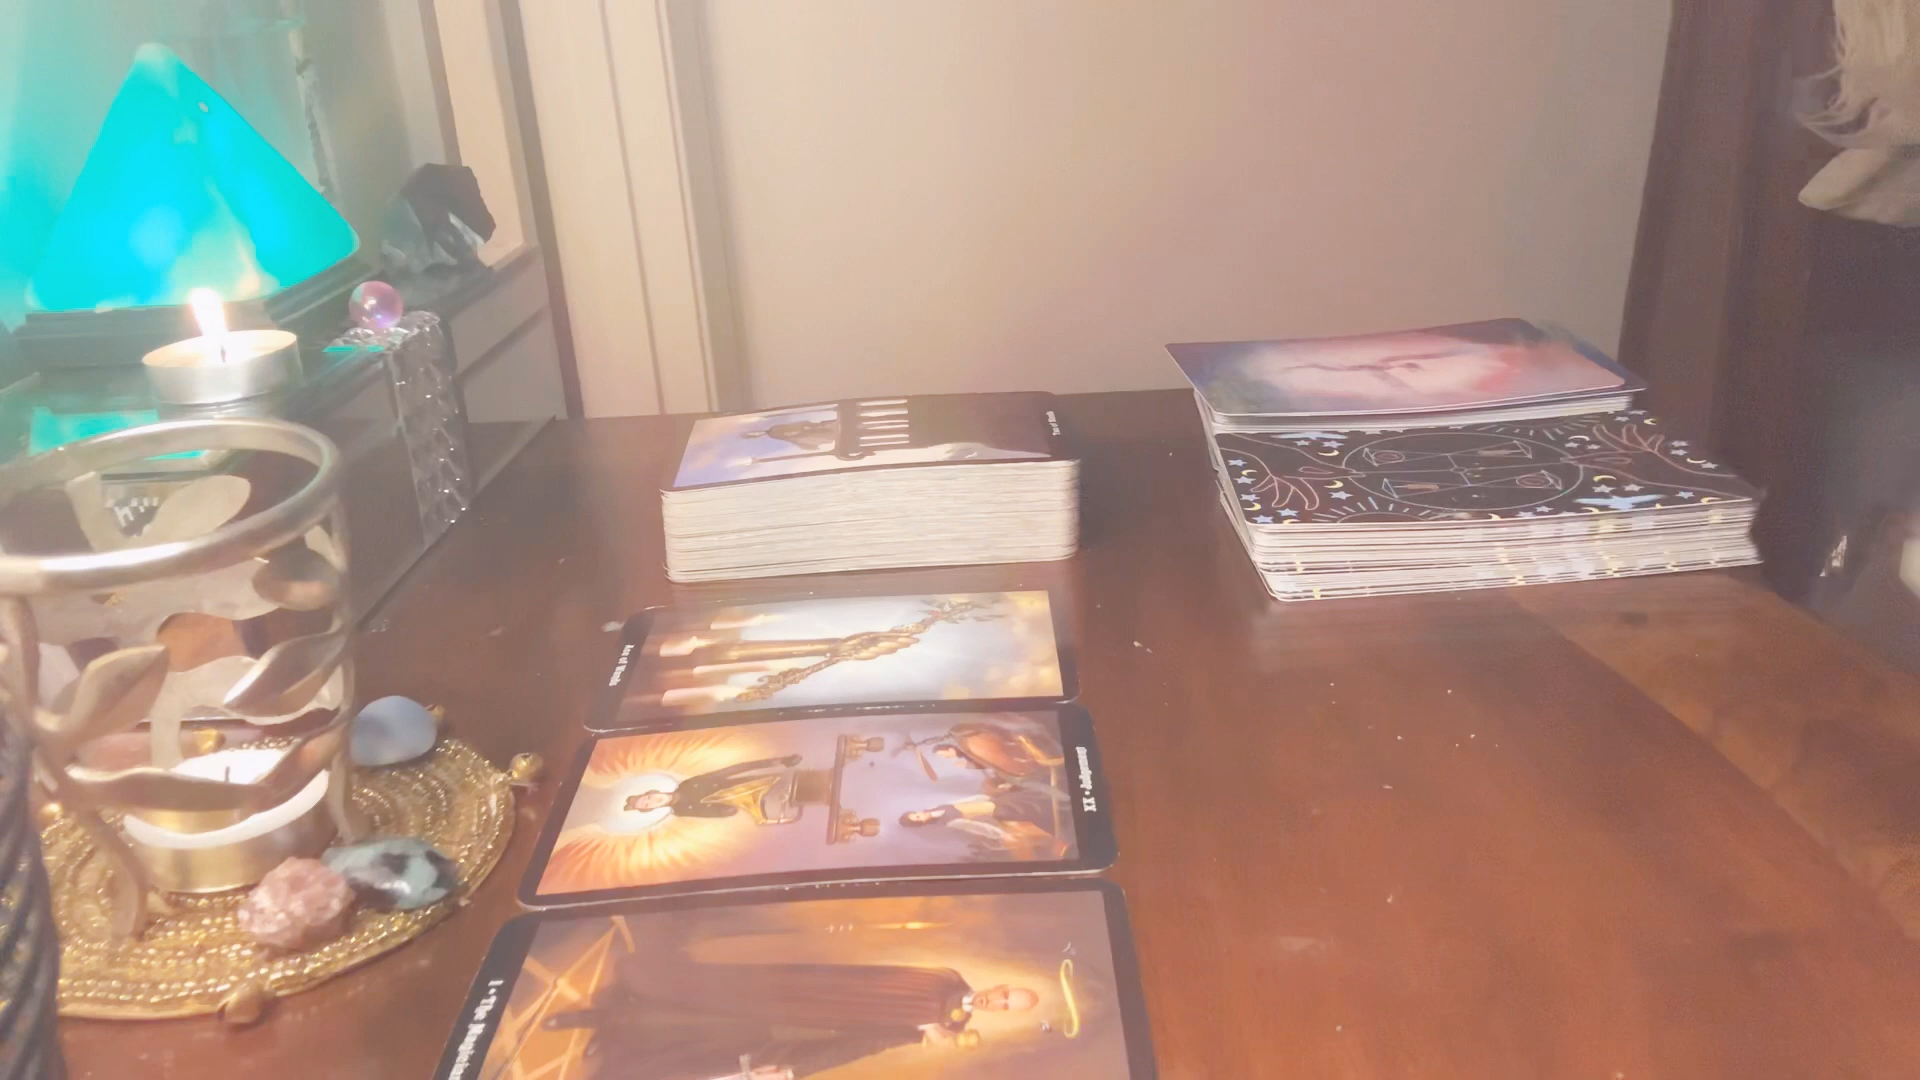 Ace of Wands
XX • Judgement
I • The Magician